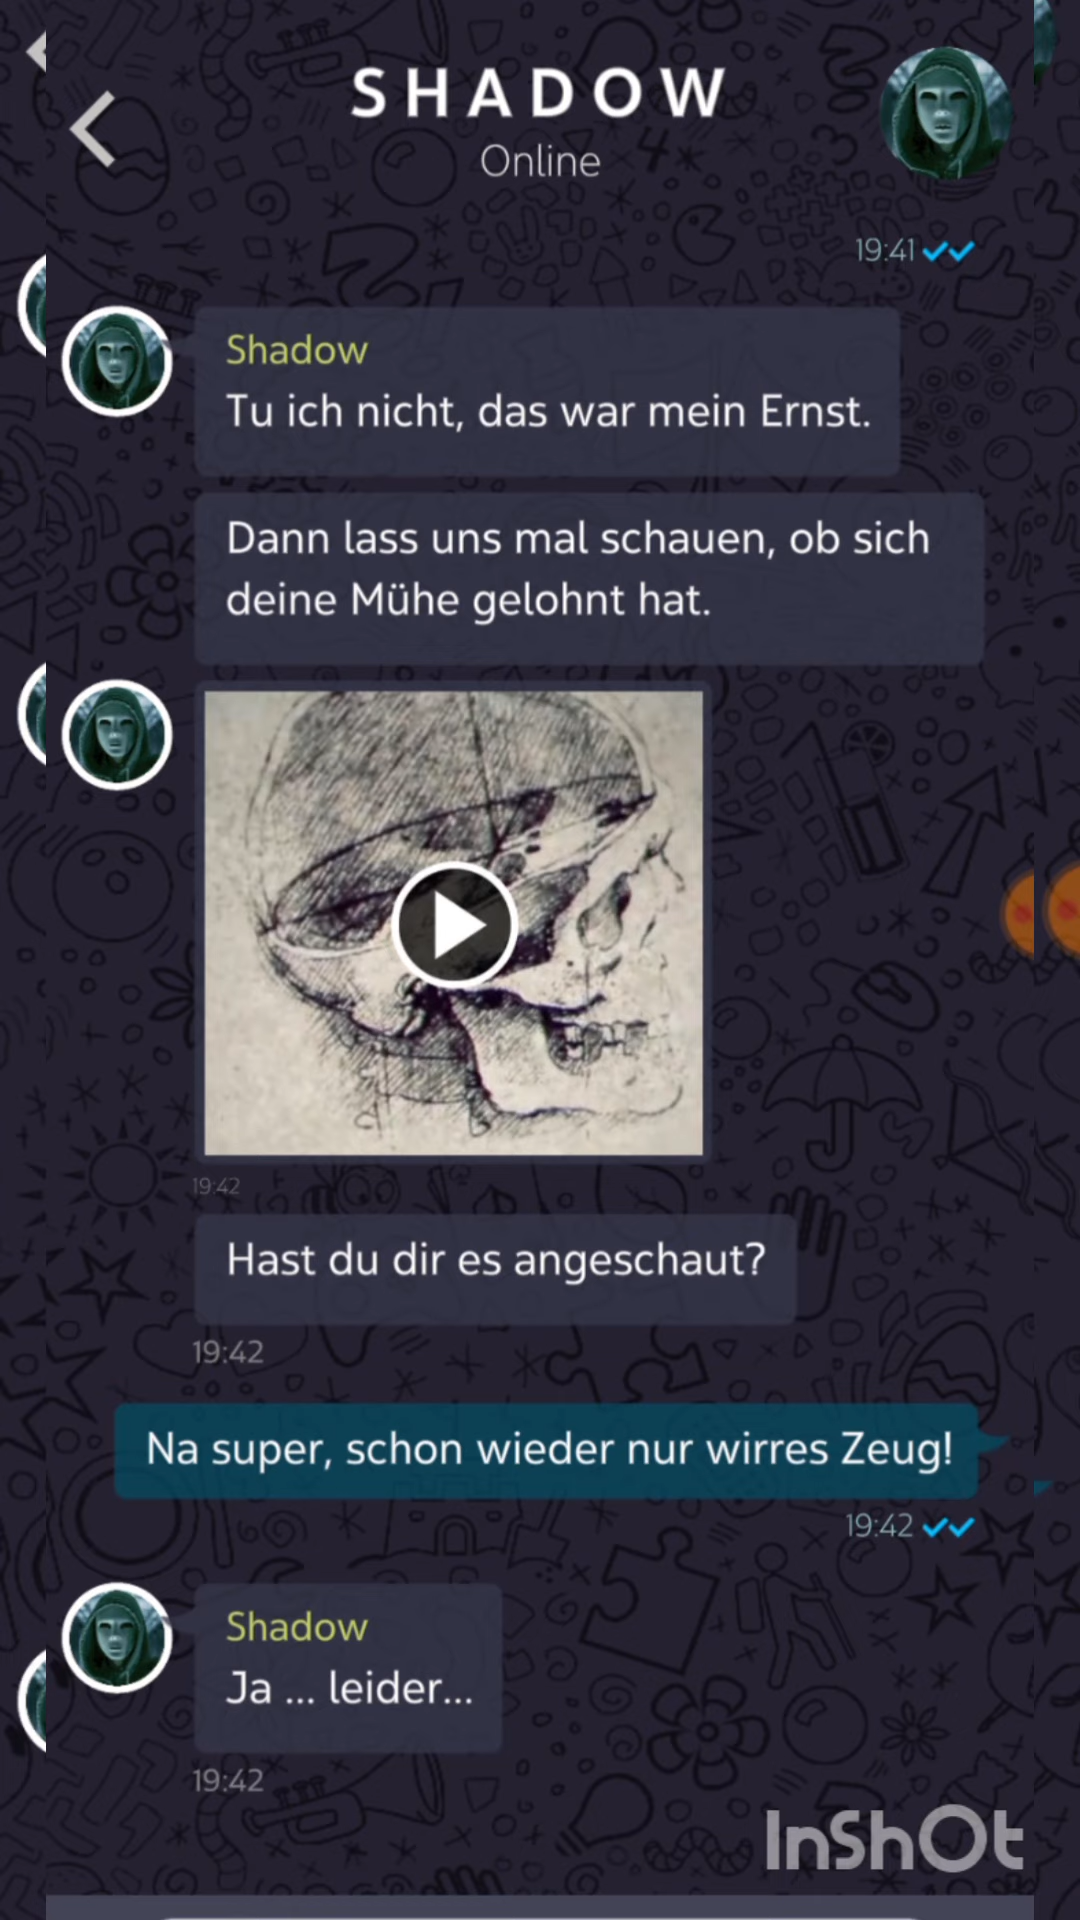 SHADOW
Online
19:41
Shadow
Tu ich nicht, das war mein Ernst.
Dann lass uns mal schauen, ob sich
deine Mühe gelohnt hat.
19:42
Hast du dir es angeschaut?
19:42
Na super, schon wieder nur wirres Zeug!
19:42
Shadow
Ja ... leider...
19:42
InShOt